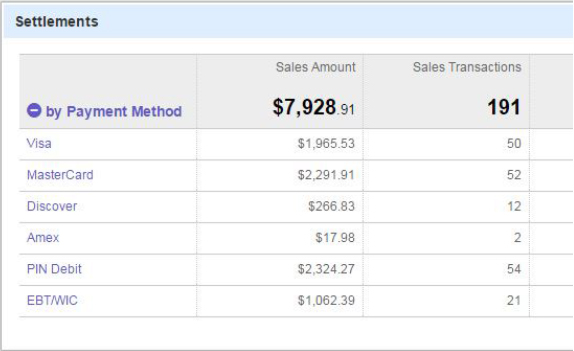 Settlements
Sales Amount Sales Transactions
by Payment Method $7,928.91 191
Visa $1,965.53 50
MasterCard $2,291.91 52
Discover $266.83 12
Amex $17.98 2
PIN Debit $2,324.27 54
EBT/WIC $1,062.39 21